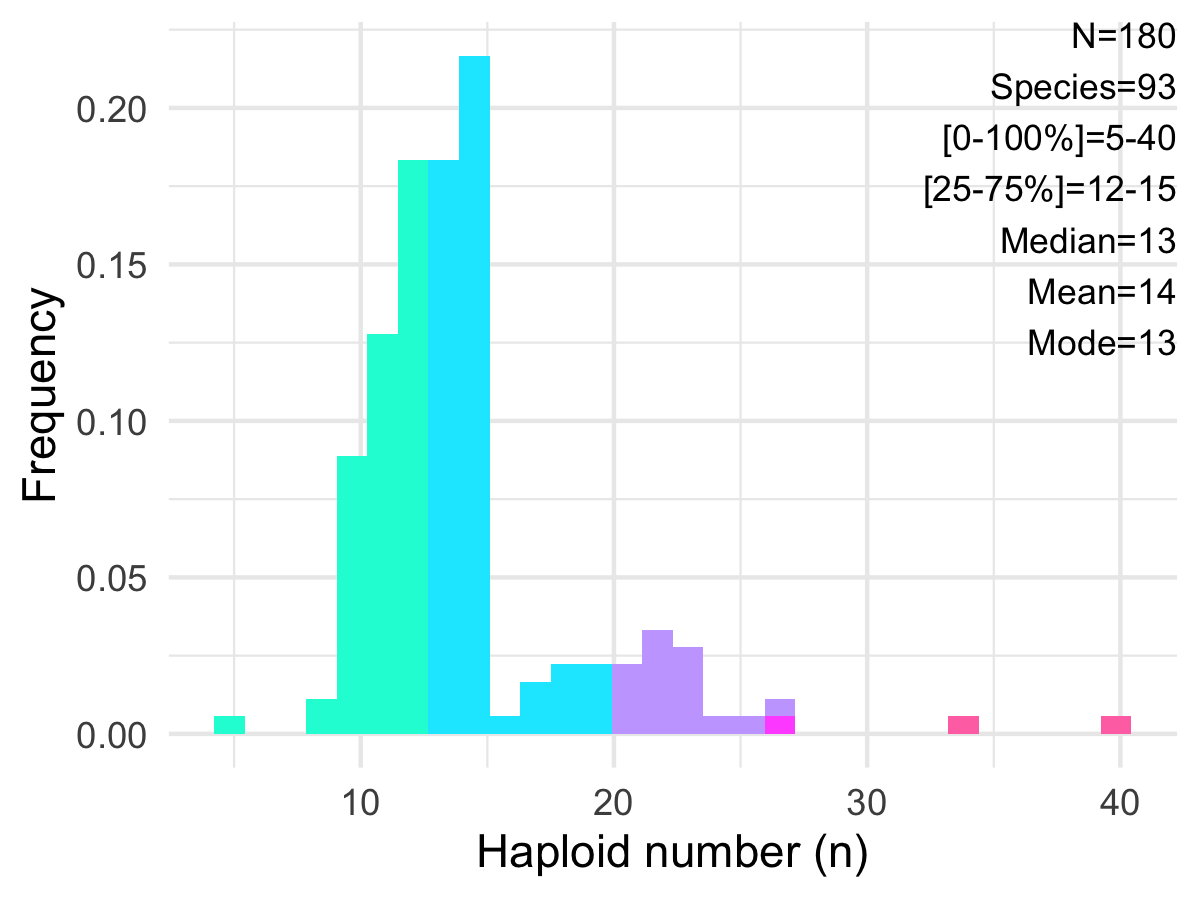 N=180
Species=93
[0-100%]=5-40
[25-75%]=12-15
Median=13
Mean=14
Mode=13
Frequency
0.20
0.15
0.10
0.05
0.00
10 20 30 40
Haploid number (n)